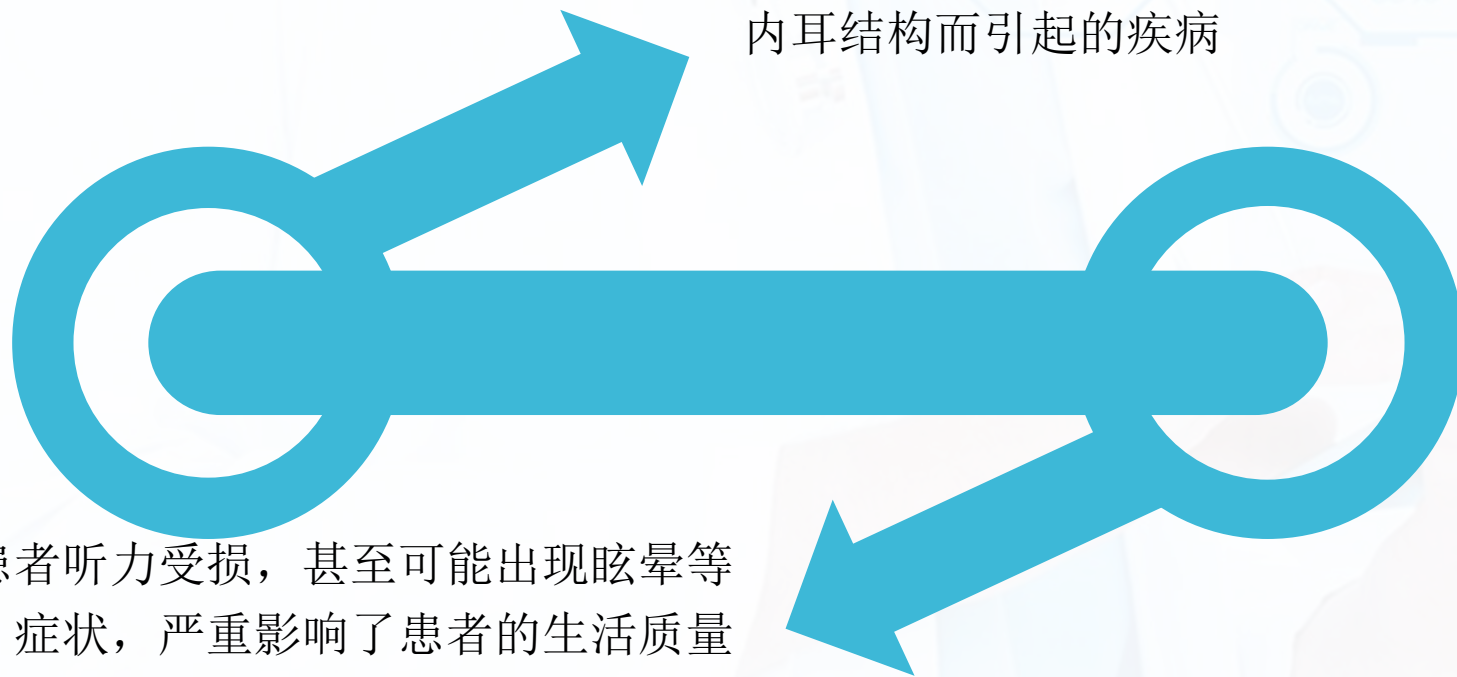 内耳结构而引起的疾病
患者听力受损，甚至可能出现眩晕等
症状，严重影响了患者的生活质量